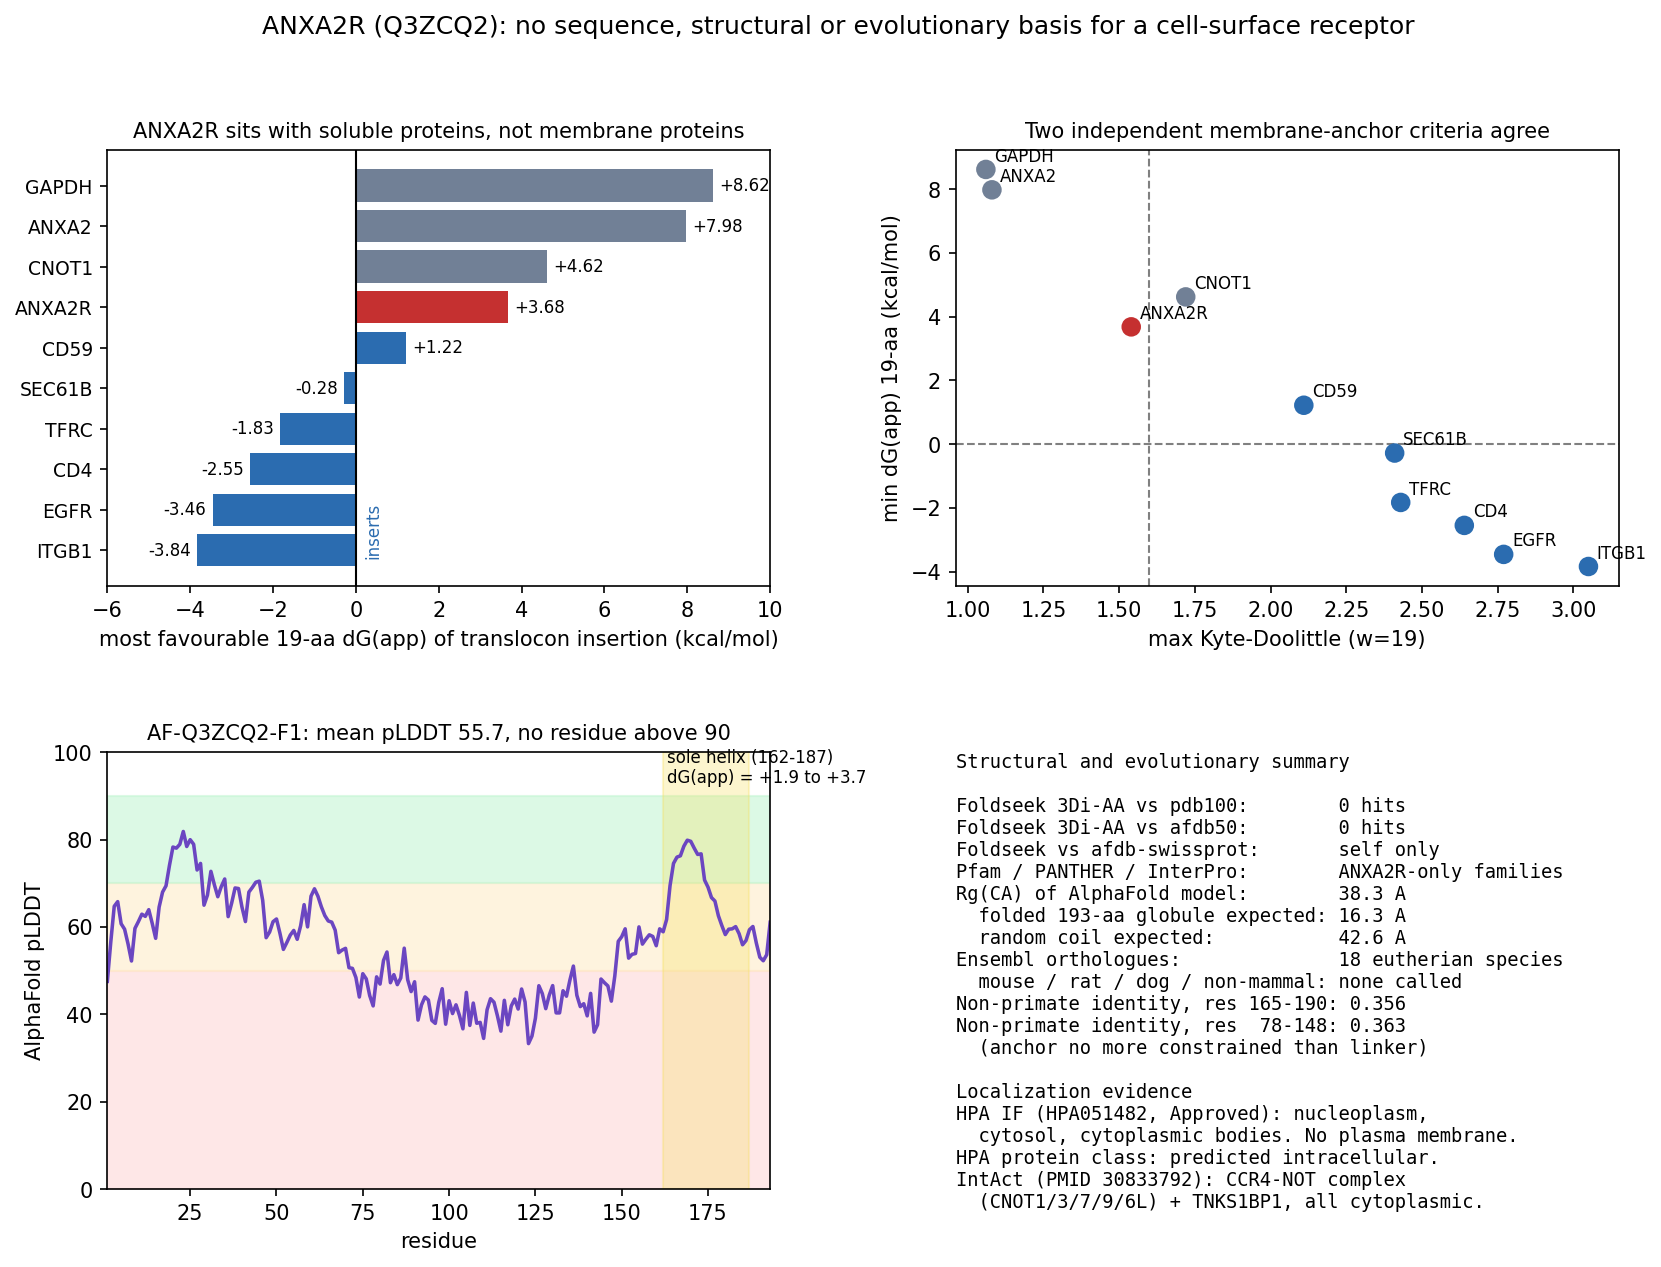 ANXA2R (Q3ZCQ2): no sequence, structural or evolutionary basis for a cell-surface receptor
ANXA2R sits with soluble proteins, not membrane proteins
GAPDH
ANXA2
CNOT1
ANXA2R
CD59
SEC61B
TFRC
CD4
EGFR
ITGB1
+8.62
+7.98
+4.62
+3.68
+1.22
-0.28
-1.83
-2.55
-3.46
-3.84
inserts
−6 −4 −2 0 2 4 6 8 10
most favourable 19-aa dG(app) of translocon insertion (kcal/mol)
Two independent membrane-anchor criteria agree
min dG(app) 19-aa (kcal/mol)
8
6
4
2
0
−2
−4
GAPDH
ANXA2
CNOT1
ANXA2R
CD59
SEC61B
TFRC
CD4
EGFR
ITGB1
1.00 1.25 1.50 1.75 2.00 2.25 2.50 2.75 3.00
max Kyte-Doolittle (w=19)
AF-Q3ZCQ2-F1: mean pLDDT 55.7, no residue above 90
AlphaFold pLDDT
100
80
60
40
20
0
sole helix (162-187)
dG(app) = +1.9 to +3.7
25 50 75 100 125 150 175
residue
Structural and evolutionary summary
Foldseek 3Di-AA vs pdb100: 0 hits
Foldseek 3Di-AA vs afdb50: 0 hits
Foldseek vs afdb-swissprot: self only
Pfam / PANTHER / InterPro: ANXA2R-only families
Rg(CA) of AlphaFold model: 38.3 A
folded 193-aa globule expected: 16.3 A
random coil expected: 42.6 A
Ensembl orthologues: 18 eutherian species
mouse / rat / dog / non-mammal: none called
Non-primate identity, res 165-190: 0.356
Non-primate identity, res 78-148: 0.363
(anchor no more constrained than linker)
Localization evidence
HPA IF (HPA051482, Approved): nucleoplasm,
cytosol, cytoplasmic bodies. No plasma membrane.
HPA protein class: predicted intracellular.
IntAct (PMID 30833792): CCR4-NOT complex
(CNOT1/3/7/9/6L) + TNKS1BP1, all cytoplasmic.